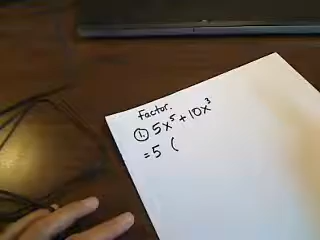 Factor.
① 5x⁵ + 10x³
= 5 (